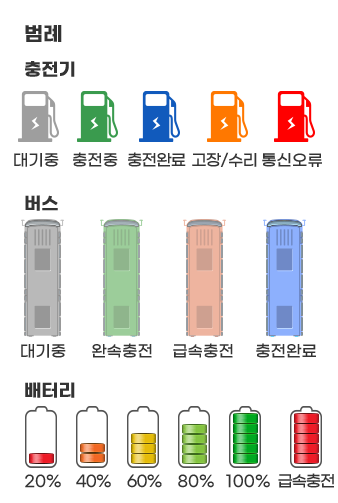 범례
충전기
대기중 충전중 충전완료 고장/수리 통신오류
버스
대기중 완속충전 급속충전 충전완료
배터리
20% 40% 60% 80% 100% 급속충전